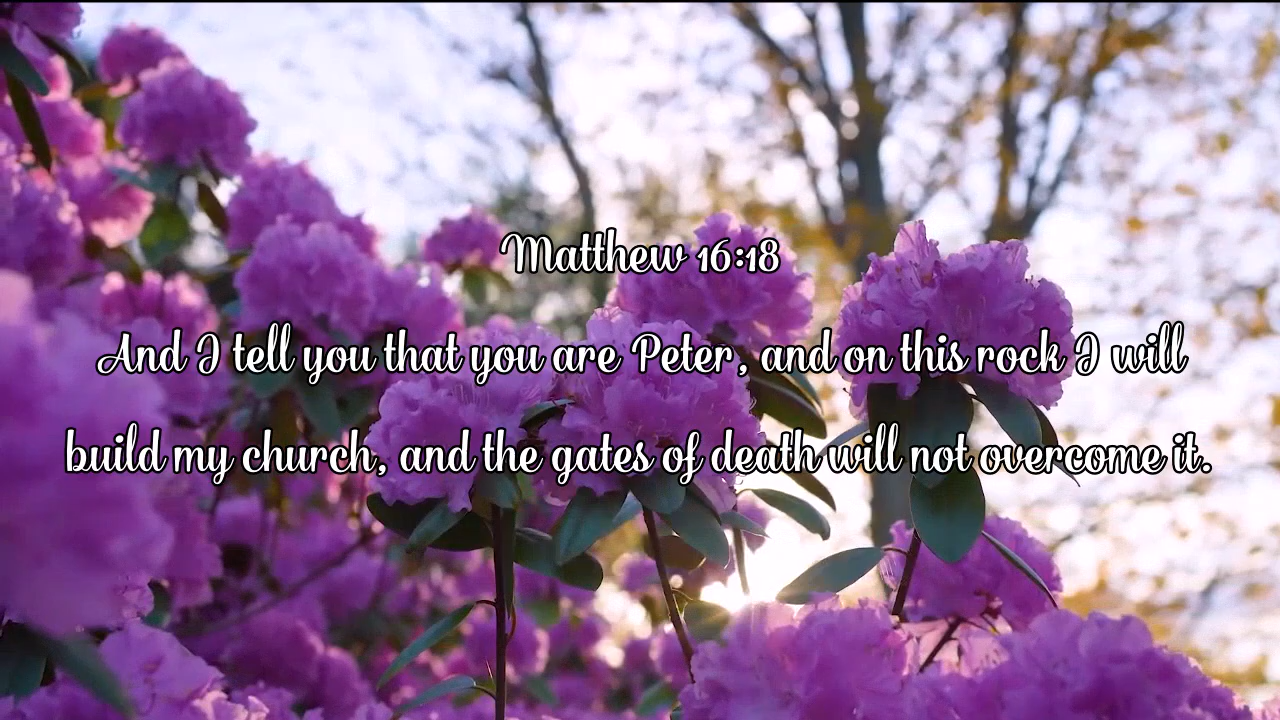 Matthew 16:18
And I tell you that you are Peter, and on this rock I will
build my church, and the gates of death will not overcome it.